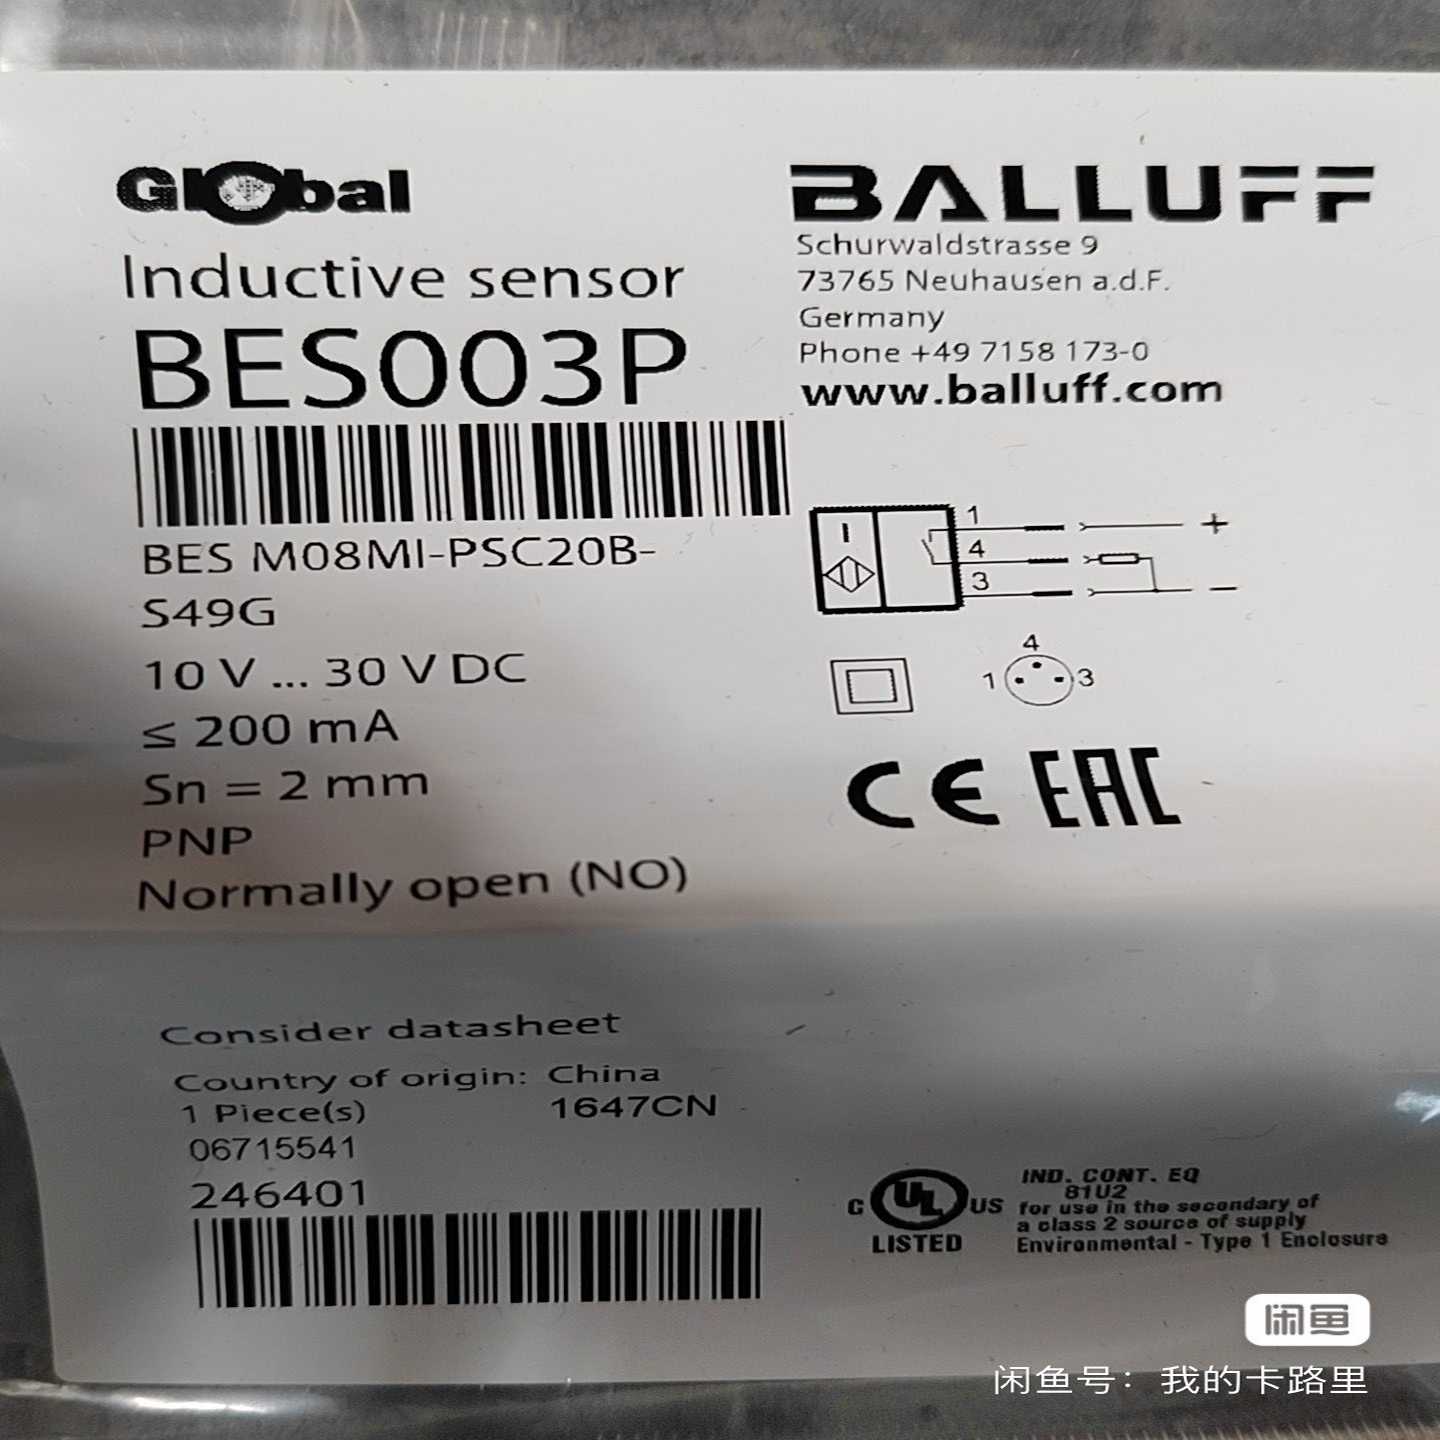 Global
Inductive sensor
BES003P
BES M08MI-PSC20B-
S49G
10 V ... 30 V DC
≤ 200 mA
Sn = 2 mm
PNP
Normally open (NO)
BALLUFF
Schurwaldstrasse 9
73765 Neuhausen a.d.F.
Germany
Phone +49 7158 173-0
www.balluff.com
1
+
4
3
−
4
1
3
CE EAC
Consider datasheet
Country of origin: China
1 Piece(s) 1647CN
06715541
246401
C UL US
LISTED
IND. CONT. EQ
81U2
for use in the secondary of
a class 2 source of supply
Environmental - Type 1 Enclosure
闲鱼
闲鱼号：我的卡路里